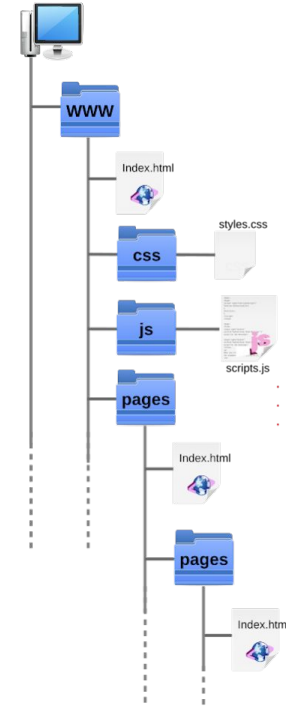 www
Index.html
styles.css
css
js
scripts.js
pages
Index.html
pages
Index.htm